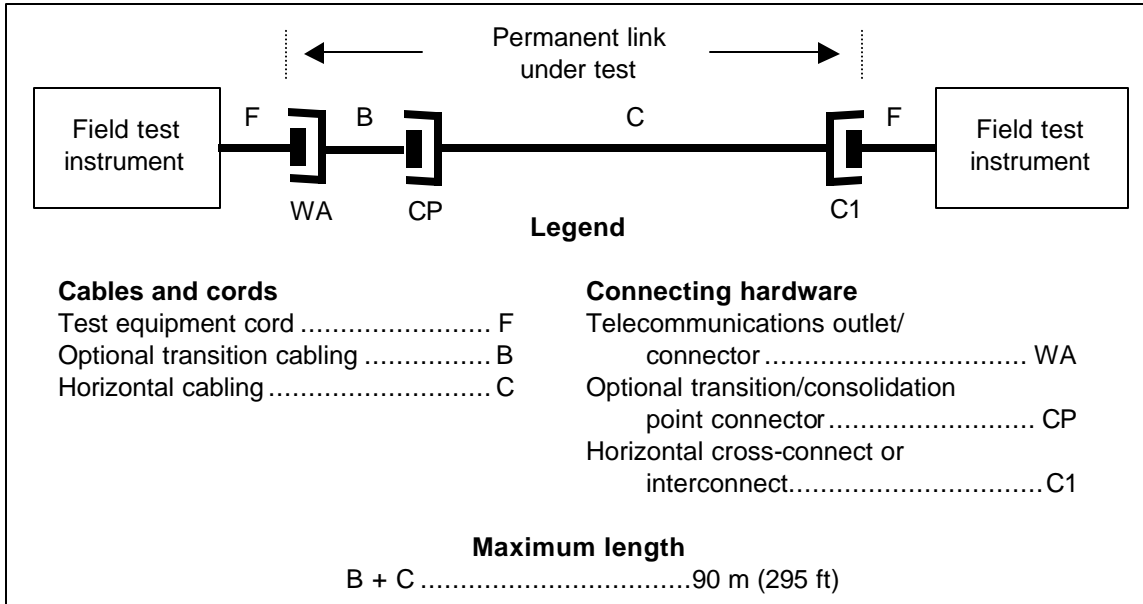 Permanent link
under test
Field test
instrument
F
B
C
F
Field test
instrument
WA
CP
C1
Legend
Cables and cords
Test equipment cord ........................ F
Optional transition cabling ................ B
Horizontal cabling ............................ C
Connecting hardware
Telecommunications outlet/
connector ................................. WA
Optional transition/consolidation
point connector.......................... CP
Horizontal cross-connect or
interconnect................................C1
Maximum length
B + C ..................................90 m (295 ft)